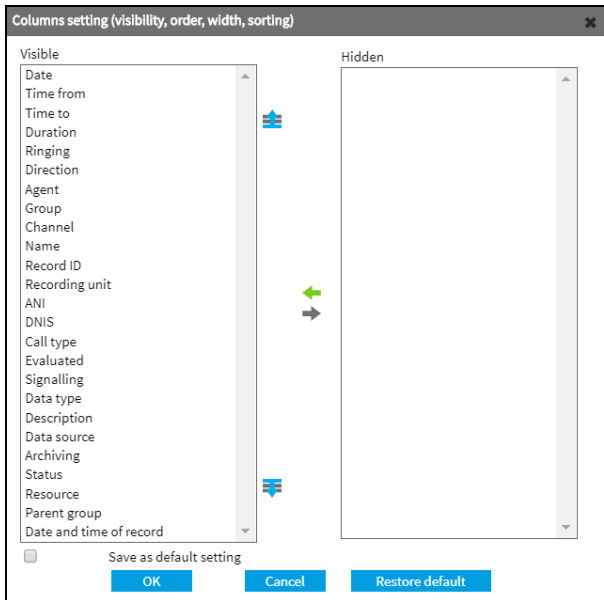 Columns setting (visibility, order, width, sorting)
Visible
Date
Time from
Time to
Duration
Ringing
Direction
Agent
Group
Channel
Name
Record ID
Recording unit
ANI
DNIS
Call type
Evaluated
Signalling
Data type
Description
Data source
Archiving
Status
Resource
Parent group
Date and time of record
Hidden
Save as default setting
OK Cancel Restore default